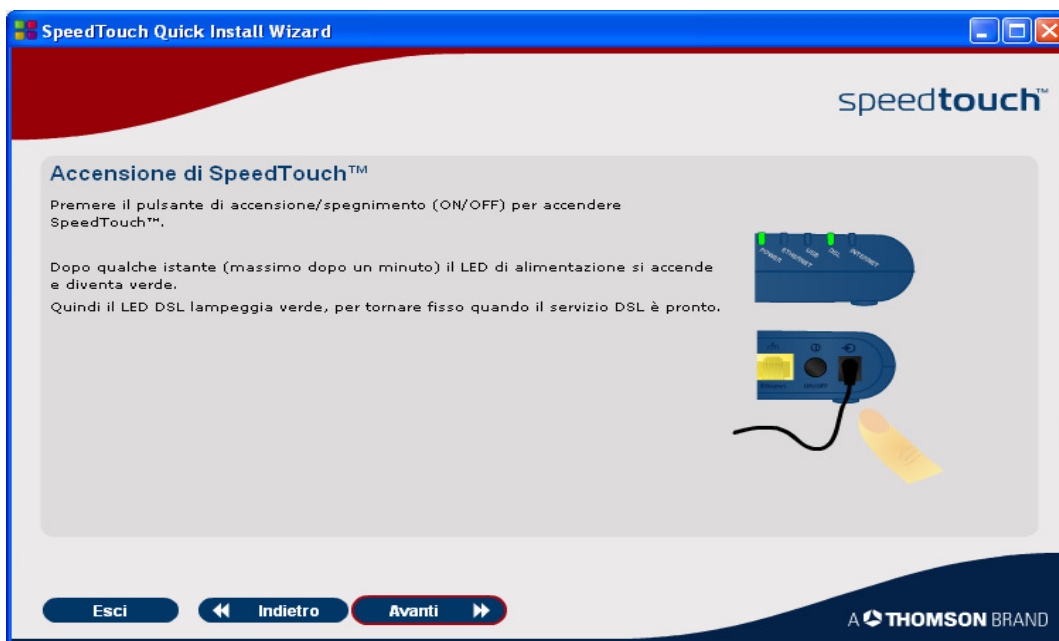 SpeedTouch Quick Install Wizard
speedtouch™
Accensione di SpeedTouch™
Premere il pulsante di accensione/spegnimento (ON/OFF) per accendere
SpeedTouch™.
Dopo qualche istante (massimo dopo un minuto) il LED di alimentazione si accende
e diventa verde.
Quindi il LED DSL lampeggia verde, per tornare fisso quando il servizio DSL è pronto.
POWER ETHERNET USB DSL INTERNET
Ethernet ON/OFF
Esci Indietro Avanti
A THOMSON BRAND